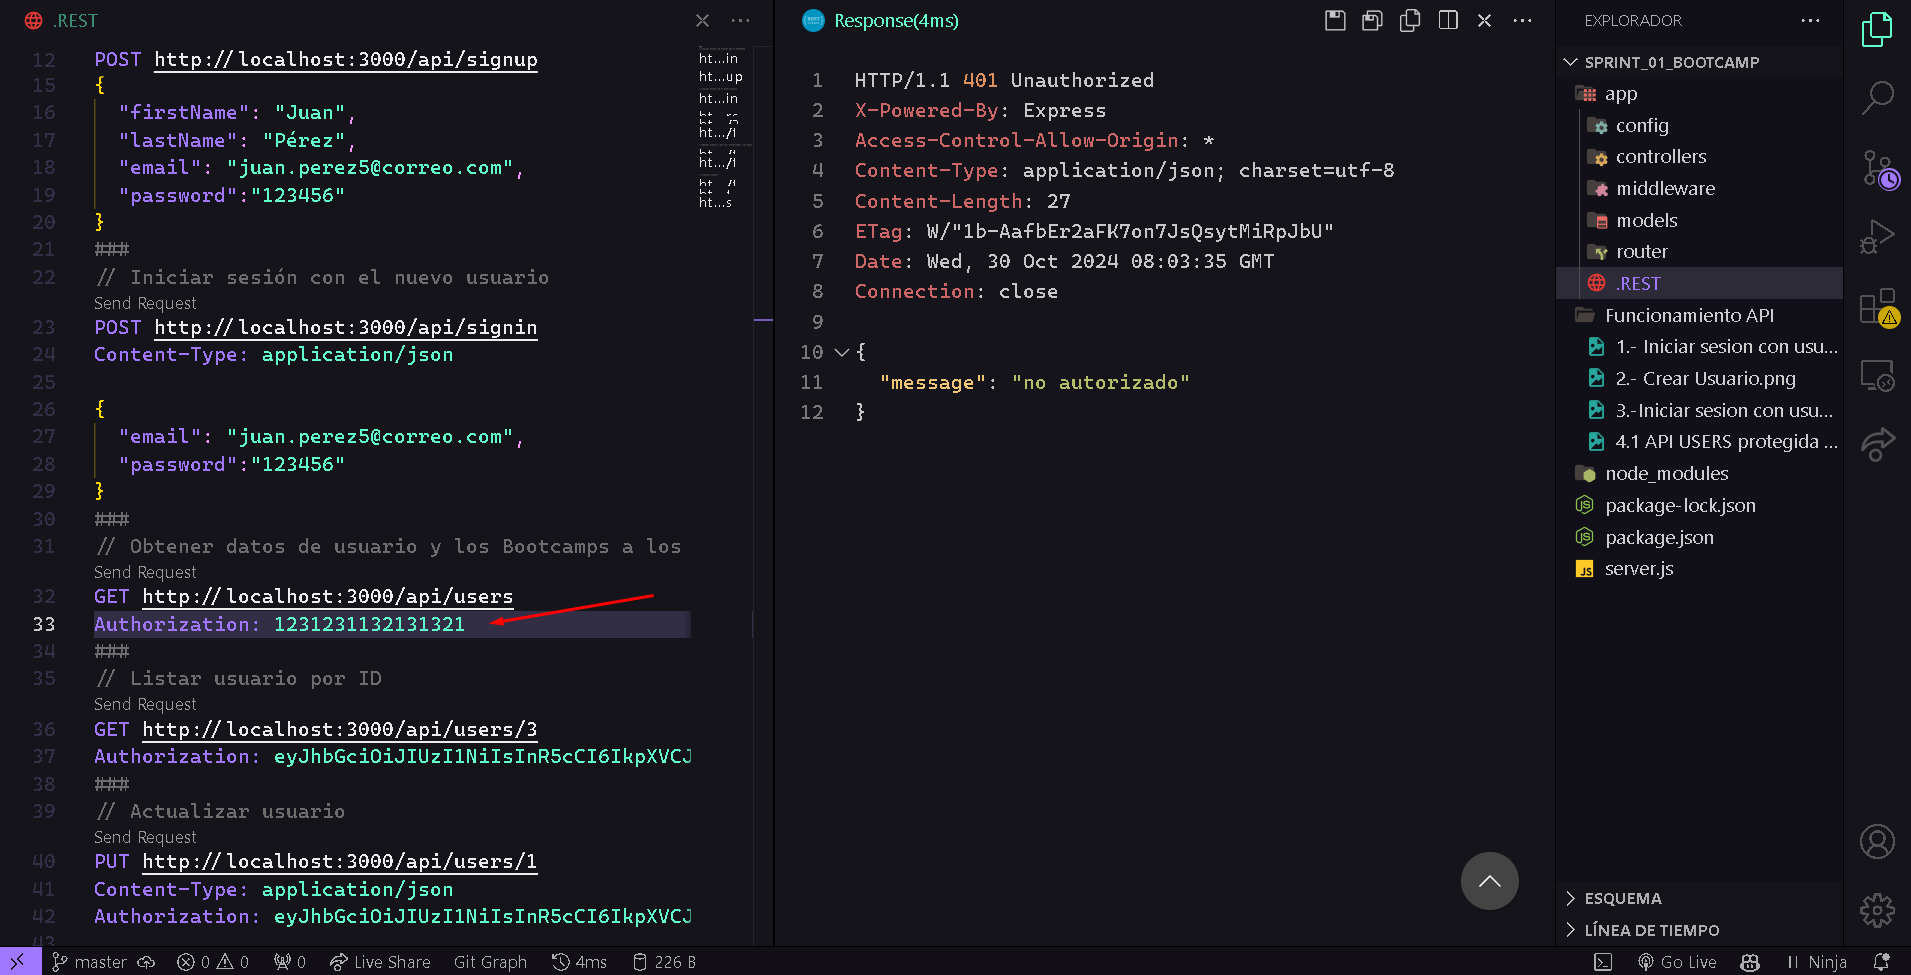 .REST
12 POST http://localhost:3000/api/signup
15 {
16 "firstName": "Juan",
17 "lastName": "Pérez",
18 "email": "juan.perez5@correo.com",
19 "password":"123456"
20 }
21 ###
22 // Iniciar sesión con el nuevo usuario
Send Request
23 POST http://localhost:3000/api/signin
24 Content-Type: application/json
25
26 {
27 "email": "juan.perez5@correo.com",
28 "password":"123456"
29 }
30 ###
31 // Obtener datos de usuario y los Bootcamps a los
Send Request
32 GET http://localhost:3000/api/users
33 Authorization: 1231231132131321
34 ###
35 // Listar usuario por ID
Send Request
36 GET http://localhost:3000/api/users/3
37 Authorization: eyJhbGciOiJIUzI1NiIsInR5cCI6IkpXVCJ
38 ###
39 // Actualizar usuario
Send Request
40 PUT http://localhost:3000/api/users/1
41 Content-Type: application/json
42 Authorization: eyJhbGciOiJIUzI1NiIsInR5cCI6IkpXVCJ
43
ht...in
ht...up
ht...in
ht.../t
ht...s
Response(4ms)
1 HTTP/1.1 401 Unauthorized
2 X-Powered-By: Express
3 Access-Control-Allow-Origin: *
4 Content-Type: application/json; charset=utf-8
5 Content-Length: 27
6 ETag: W/"1b-AafbEr2aFK7on7JsQsytMiRpJbU"
7 Date: Wed, 30 Oct 2024 08:03:35 GMT
8 Connection: close
9
10 {
11 "message": "no autorizado"
12 }
EXPLORADOR
SPRINT_01_BOOTCAMP
app
config
controllers
middleware
models
router
.REST
Funcionamiento API
1.- Iniciar sesion con usu...
2.- Crear Usuario.png
3.-Iniciar sesion con usu...
4.1 API USERS protegida ...
node_modules
package-lock.json
package.json
JS server.js
ESQUEMA
LÍNEA DE TIEMPO
master 0 0 0 Live Share Git Graph 4ms 226 B Go Live Ninja